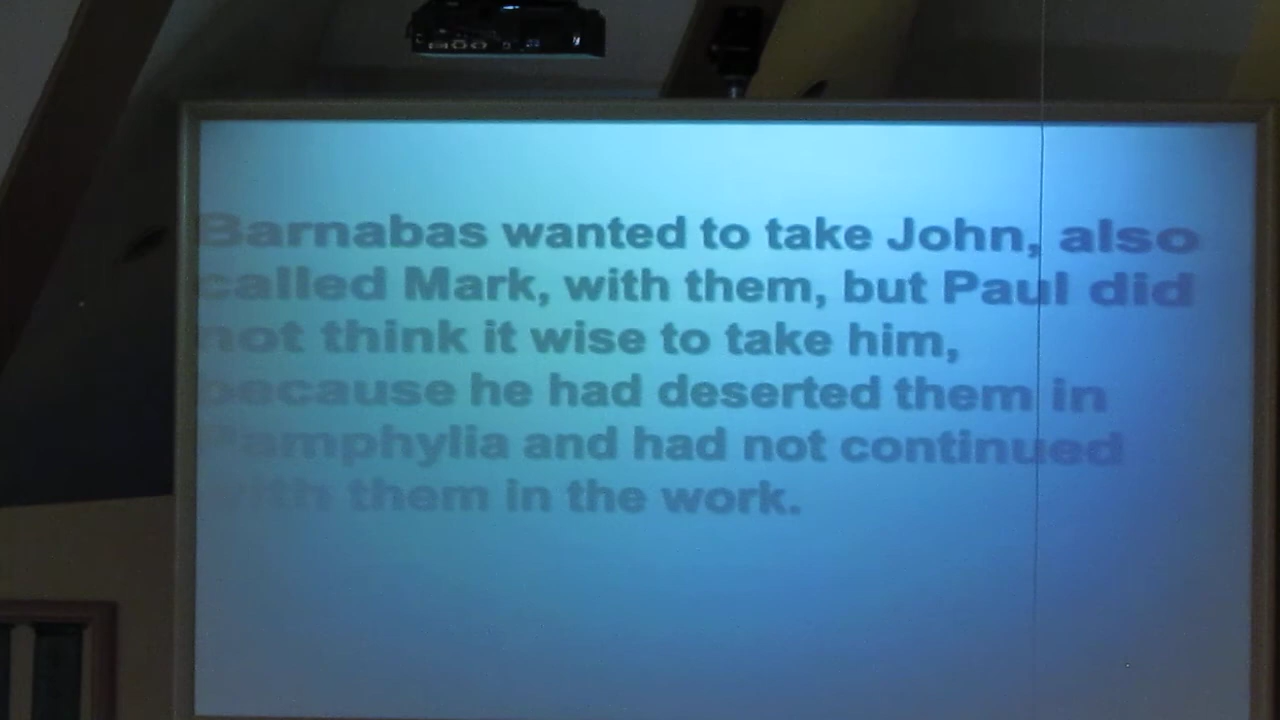 Barnabas wanted to take John, also
called Mark, with them, but Paul did
not think it wise to take him,
because he had deserted them in
Pamphylia and had not continued
with them in the work.